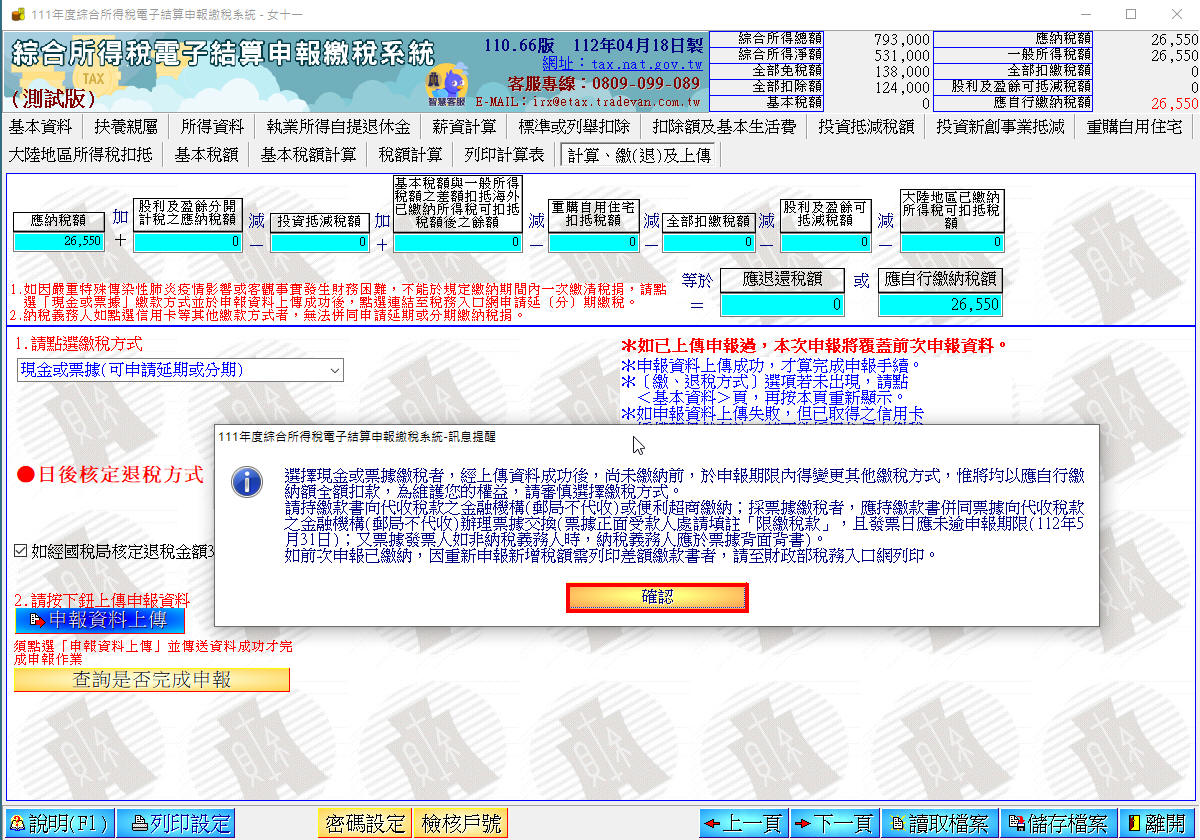 111年度綜合所得稅電子結算申報繳稅系統 - 女十一
綜合所得稅電子結算申報繳稅系統
TAX
(測試版)
智慧客服
110.66版 112年04月18日製
網址：tax.nat.gov.tw
客服專線：0809-099-089
E-MAIL：irx@etax.tradevan.com.tw
綜合所得總額 793,000 應納稅額 26,550
綜合所得淨額 531,000 一般所得稅額 26,550
全部免稅額 138,000 全部扣繳稅額 0
全部扣除額 124,000 股利及盈餘可抵減稅額 0
基本稅額 0 應自行繳納稅額 26,550
基本資料 扶養親屬 所得資料 執業所得自提退休金 薪資計算 標準或列舉扣除 扣除額及基本生活費 投資抵減稅額 投資新創事業抵減 重購自用住宅
大陸地區所得稅扣抵 基本稅額 基本稅額計算 稅額計算 列印計算表 計算、繳(退)及上傳
應納稅額
26,550
加
＋
股利及盈餘分開
計稅之應納稅額
0
減
－
投資抵減稅額
0
加
＋
基本稅額與一般所得
稅額之差額扣抵海外
已繳納所得稅可扣抵
稅額後之餘額
0
減
－
重購自用住宅
扣抵稅額
0
減
－
全部扣繳稅額
0
減
－
股利及盈餘可
抵減稅額
0
減
－
大陸地區已繳納
所得稅可扣抵稅
額
0
等於
＝
應退還稅額
0
或
應自行繳納稅額
26,550
1.如因嚴重特殊傳染性肺炎疫情影響或客觀事實發生財務困難，不能於規定繳納期間內一次繳清稅捐，請點
選「現金或票據」繳款方式並於申報資料上傳成功後，點選連結至稅務入口網申請延〔分〕期繳稅。
2.納稅義務人如點選信用卡等其他繳款方式者，無法併同申請延期或分期繳納稅捐。
1.請點選繳稅方式
現金或票據(可申請延期或分期)
＊如已上傳申報過，本次申報將覆蓋前次申報資料。
＊申報資料上傳成功，才算完成申報手續。
＊〔繳、退稅方式〕選項若未出現，請點
＜基本資料＞頁，再按本頁重新顯示。
＊如申報資料上傳失敗，但已取得之信用卡
●日後核定退稅方式
如經國稅局核定退稅金額3
2.請按下鈕上傳申報資料
申報資料上傳
須點選「申報資料上傳」並傳送資料成功才完
成申報作業
查詢是否完成申報
111年度綜合所得稅電子結算申報繳稅系統-訊息提醒
選擇現金或票據繳稅者，經上傳資料成功後，尚未繳納前，於申報期限內得變更其他繳稅方式，惟將均以應自行繳
納額全額扣款，為維護您的權益，請審慎選擇繳稅方式。
請持繳款書向代收稅款之金融機構(郵局不代收)或便利超商繳納；採票據繳稅者，應持繳款書併同票據向代收稅款
之金融機構(郵局不代收)辦理票據交換(票據正面受款人處請填註「限繳稅款」，且發票日應未逾申報期限(112年5
月31日)；又票據發票人如非納稅義務人時，納稅義務人應於票據背面背書)。
如前次申報已繳納，因重新申報新增稅額需列印差額繳款書者，請至財政部稅務入口網列印。
確認
說明(F1) 列印設定 密碼設定 檢核戶號 上一頁 下一頁 讀取檔案 儲存檔案 離開